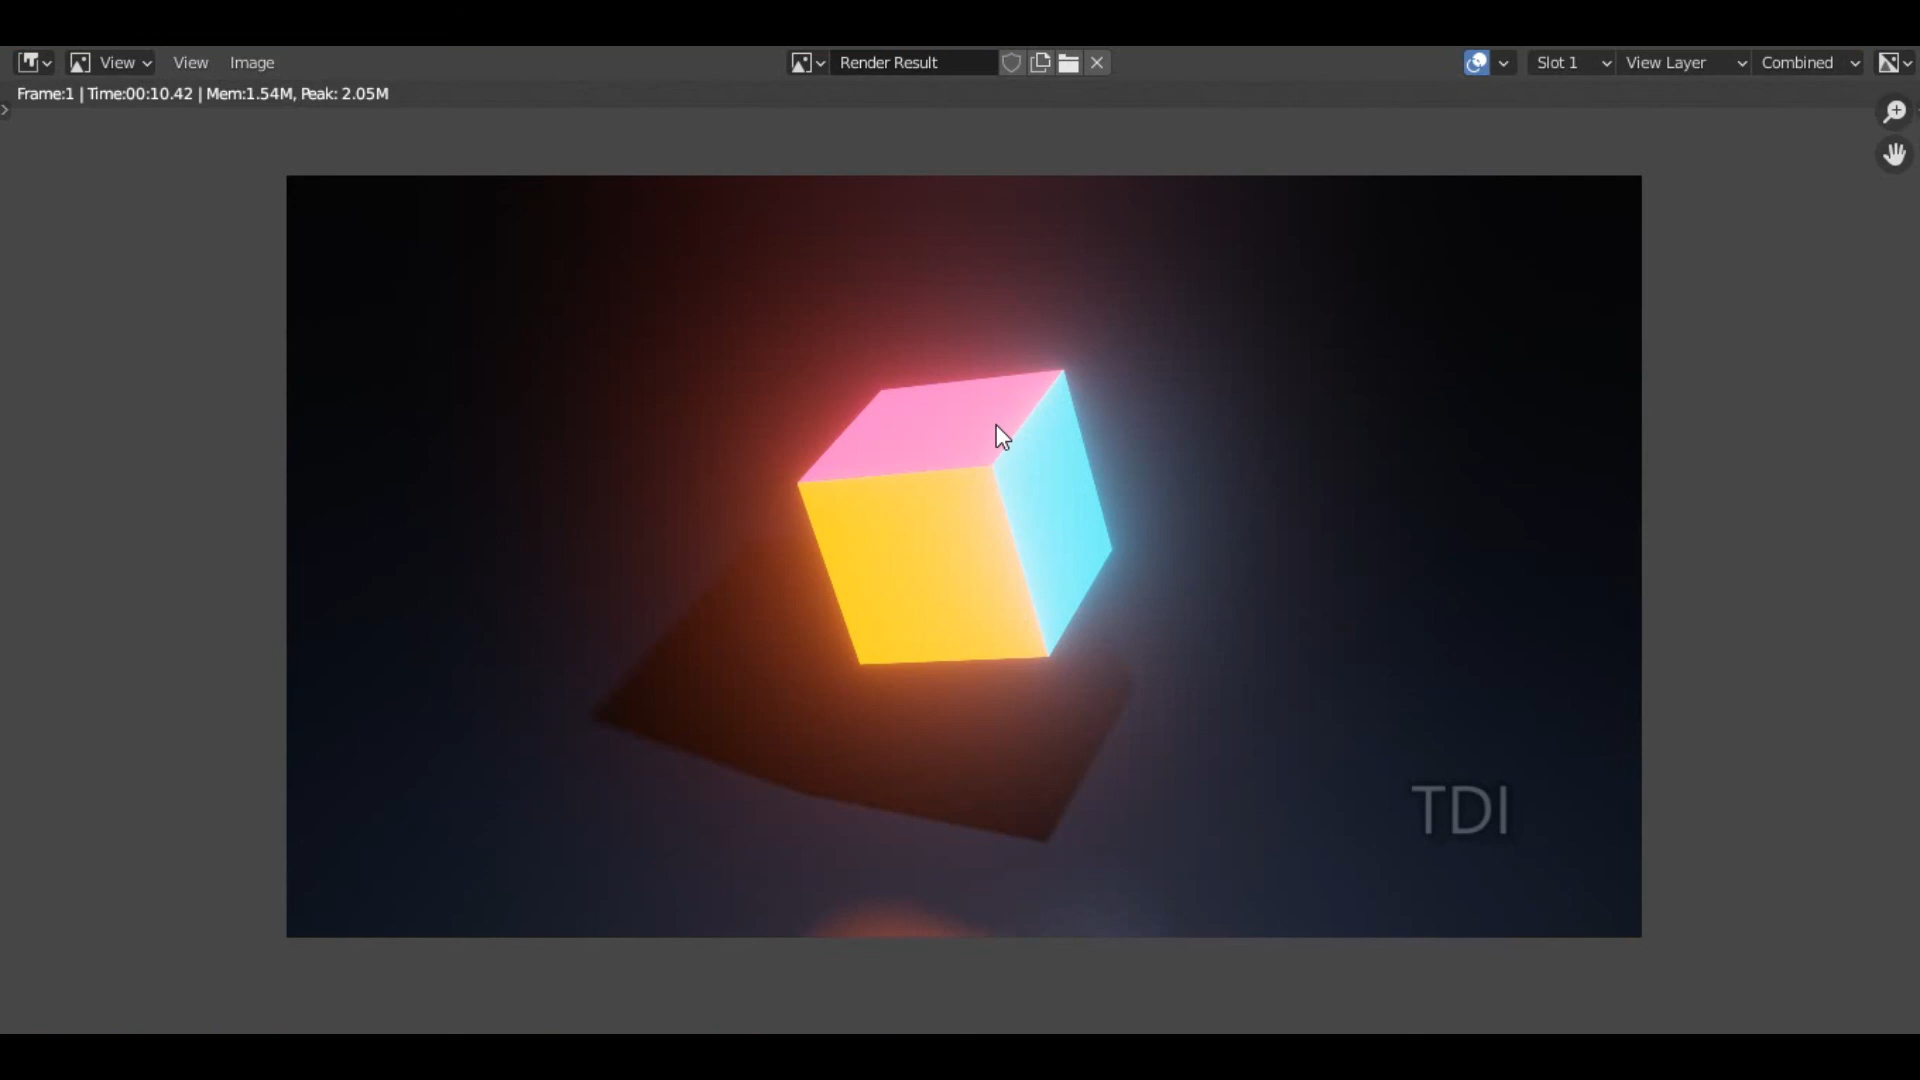 View View Image Render Result Slot 1 View Layer Combined
Frame:1 | Time:00:10.42 | Mem:1.54M, Peak: 2.05M
TDI